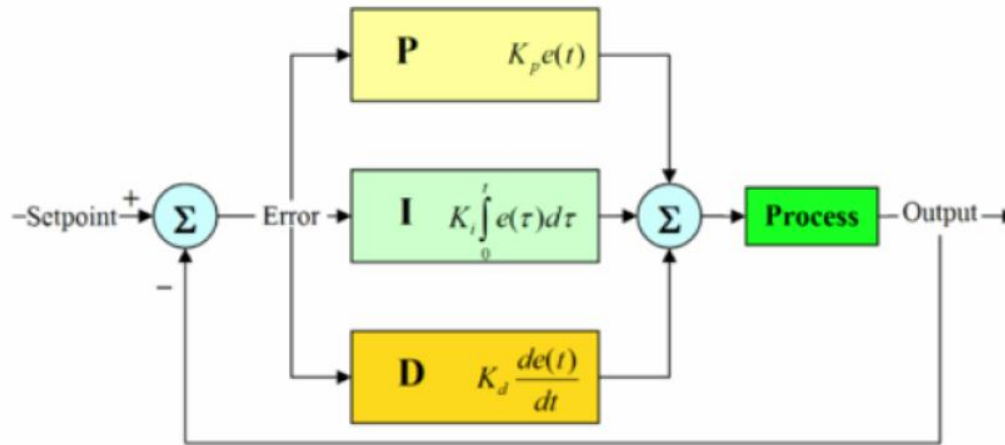 P K_p e(t)
–Setpoint + Σ Error I K_i ∫_0^t e(τ)dτ Σ Process Output
–
D K_d de(t)/dt